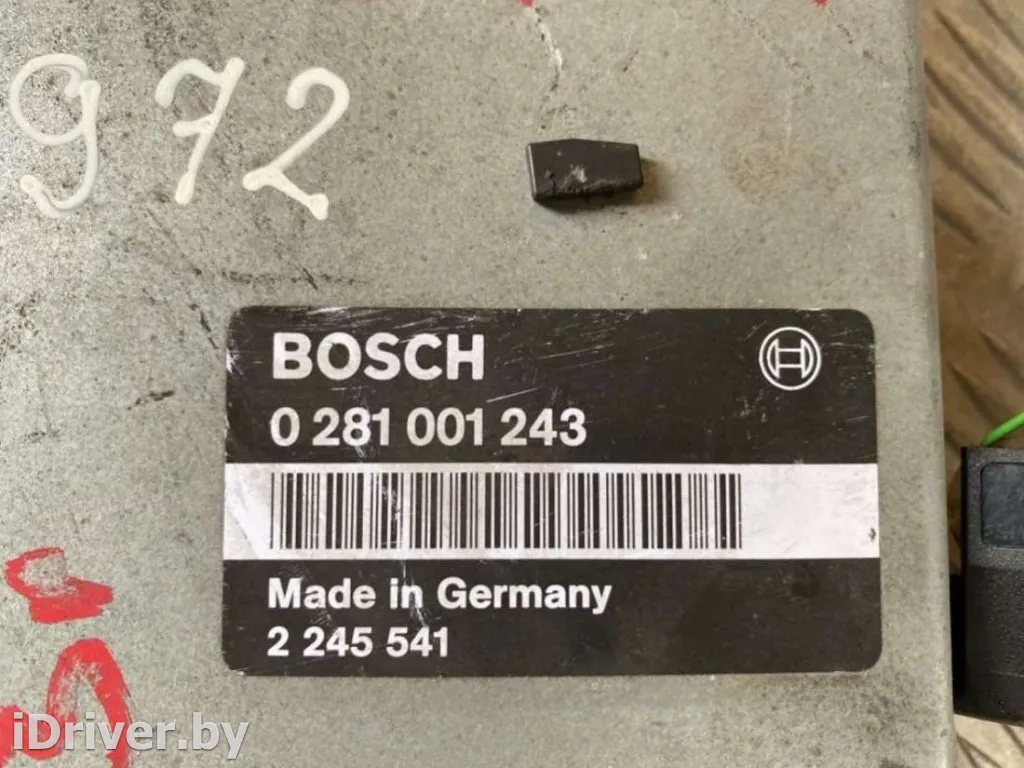 972
BOSCH
0 281 001 243
Made in Germany
2 245 541
iDriver.by